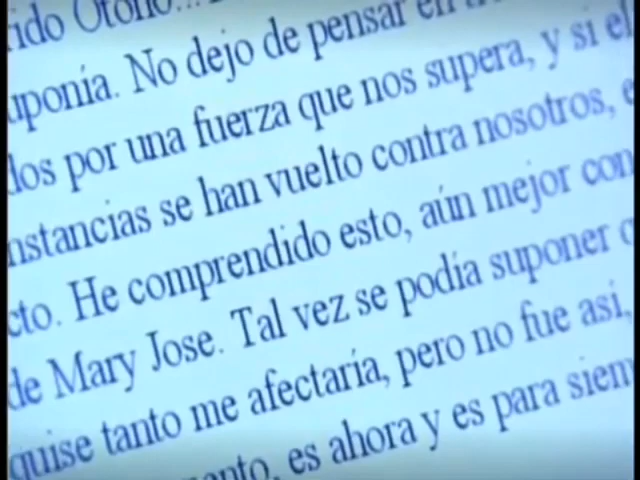 rido Otoño...
uponía. No dejo de pensar en
dos por una fuerza que nos supera, y si el
nstancias se han vuelto contra nosotros, e
cto. He comprendido esto, aún mejor con
de Mary Jose. Tal vez se podía suponer
quise tanto me afectaría, pero no fue así,
es ahora y es para siem